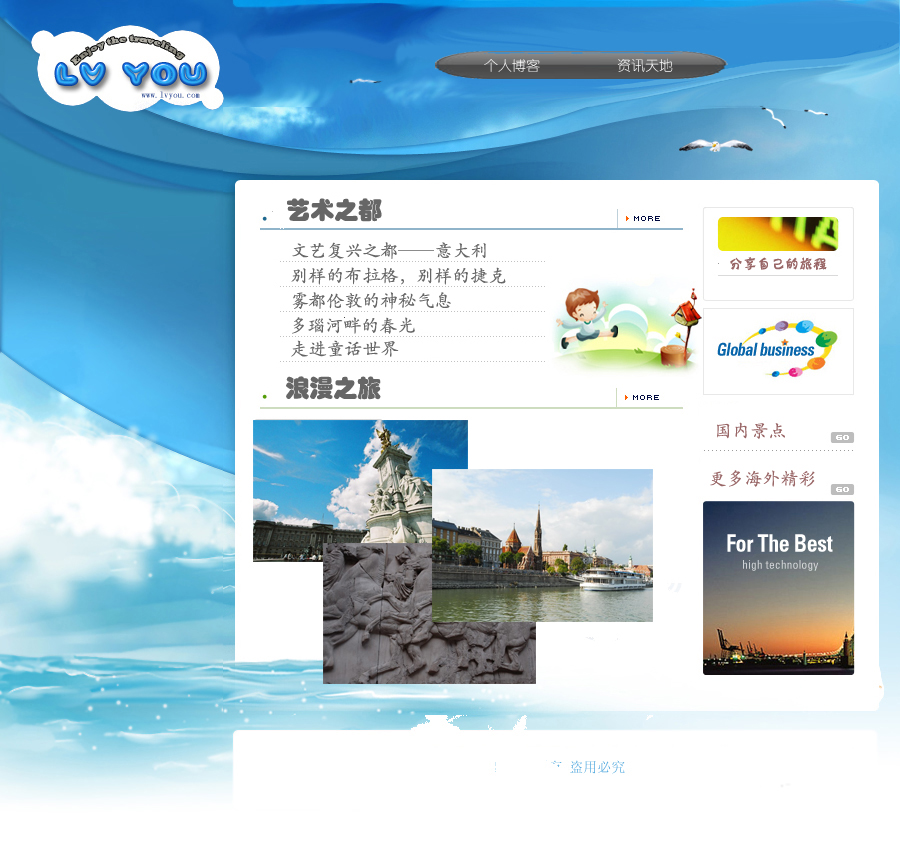 Enjoy the traveling
LV YOU
www.lvyou.com
个人博客 资讯天地
艺术之都
MORE
文艺复兴之都——意大利
别样的布拉格，别样的捷克
雾都伦敦的神秘气息
多瑙河畔的春光
走进童话世界
浪漫之旅
MORE
分享自己的旅程
Global business
国内景点
GO
更多海外精彩
GO
For The Best
high technology
盗用必究